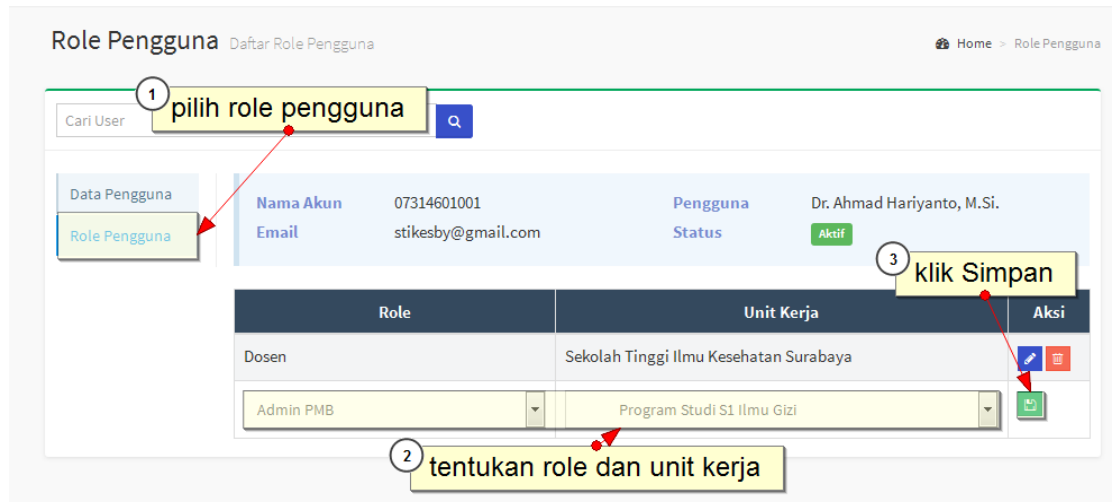 Role Pengguna Daftar Role Pengguna
Home > Role Pengguna
1
pilih role pengguna
Cari User
Data Pengguna
Role Pengguna
Nama Akun 07314601001 Pengguna Dr. Ahmad Hariyanto, M.Si.
Email stikesby@gmail.com Status Aktif
3
klik Simpan
Role Unit Kerja Aksi
Dosen Sekolah Tinggi Ilmu Kesehatan Surabaya
Admin PMB Program Studi S1 Ilmu Gizi
2
tentukan role dan unit kerja